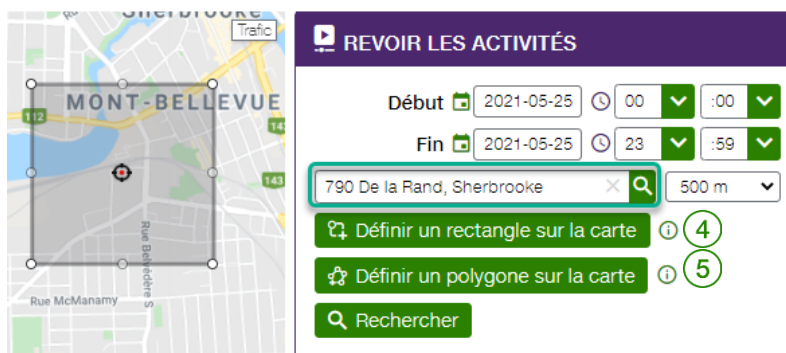 Sherbrooke
Trafic
MONT-BELLEVUE
112
143
143
Rue Belvédère S
Rue McManamy
REVOIR LES ACTIVITÉS
Début 2021-05-25 00 :00
Fin 2021-05-25 23 :59
790 De la Rand, Sherbrooke 500 m
Définir un rectangle sur la carte 4
Définir un polygone sur la carte 5
Rechercher